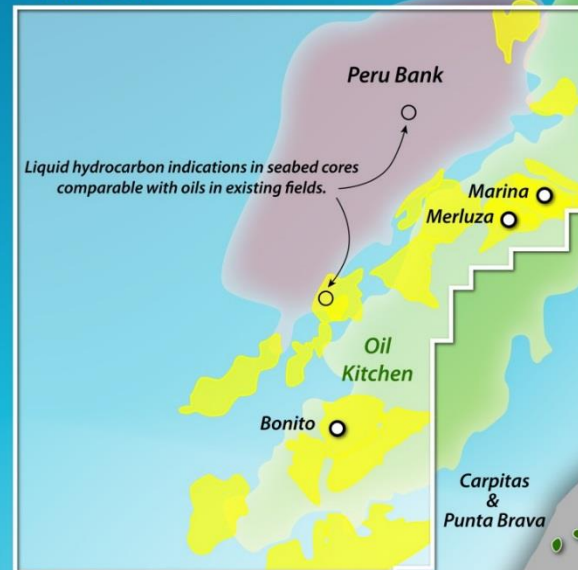 Peru Bank
Liquid hydrocarbon indications in seabed cores
comparable with oils in existing fields.
Marina
Merluza
Oil
Kitchen
Bonito
Carpitas
&
Punta Brava